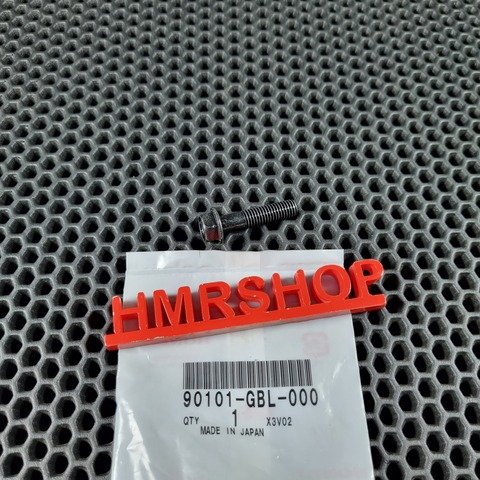 HMRSHOP
90101-GBL-000
QTY 1 X3V02
MADE IN JAPAN